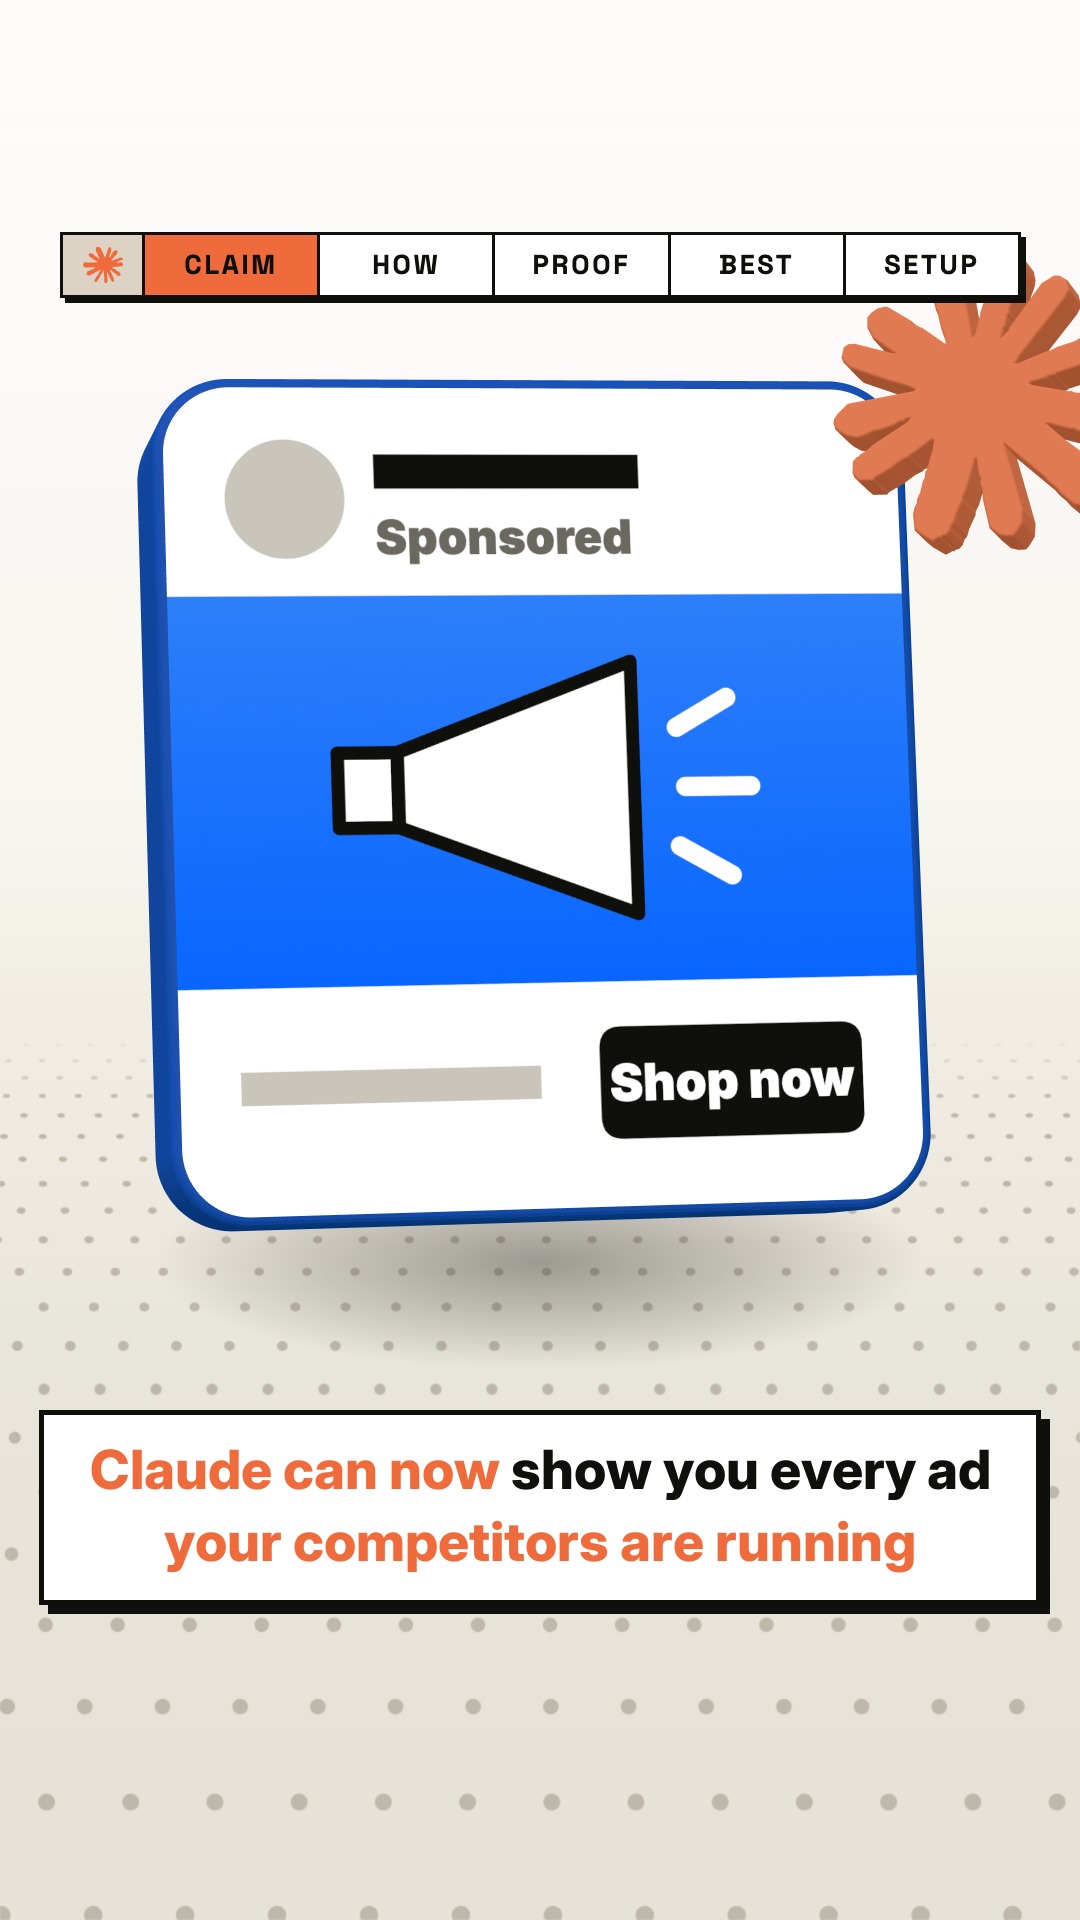 CLAIM HOW PROOF BEST SETUP
Sponsored
Shop now
Claude can now show you every ad
your competitors are running